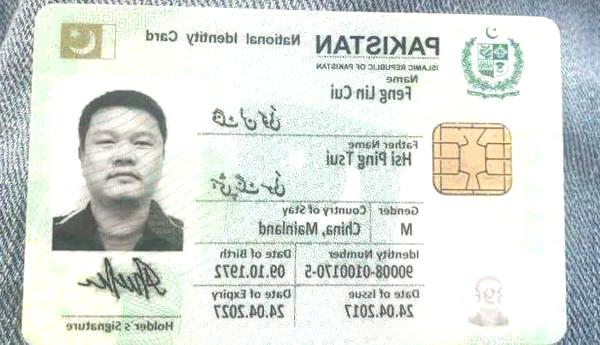 PAKISTAN National Identity Card
ISLAMIC REPUBLIC OF PAKISTAN
Name
Feng Lin Cui
Father Name
Hsi Ping Tsui
Gender Country of Stay
M China, Mainland
Identity Number Date of Birth
90008-0100170-5 09.10.1972
Date of Issue Date of Expiry
24.04.2017 24.04.2027
Holder's Signature